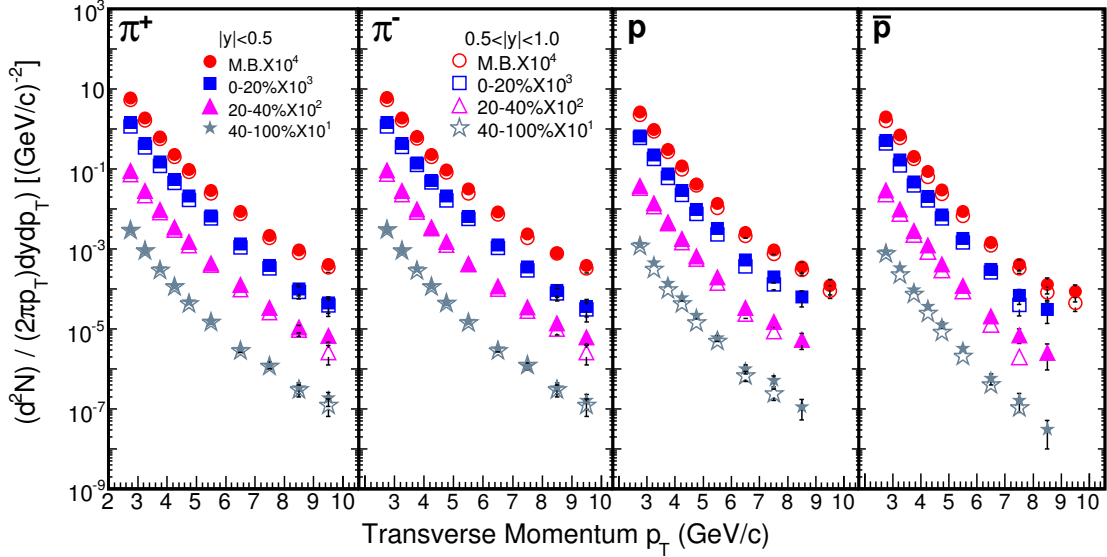 π⁺ π⁻ p p̄
|y|<0.5
M.B.X10⁴
0-20%X10³
20-40%X10²
40-100%X10¹
0.5<|y|<1.0
M.B.X10⁴
0-20%X10³
20-40%X10²
40-100%X10¹
(d²N) / (2πp_T)dydp_T) [(GeV/c)⁻²]
10³
10
10⁻¹
10⁻³
10⁻⁵
10⁻⁷
10⁻⁹
2 3 4 5 6 7 8 9 10 3 4 5 6 7 8 9 10 3 4 5 6 7 8 9 10 3 4 5 6 7 8 9 10
Transverse Momentum p_T (GeV/c)